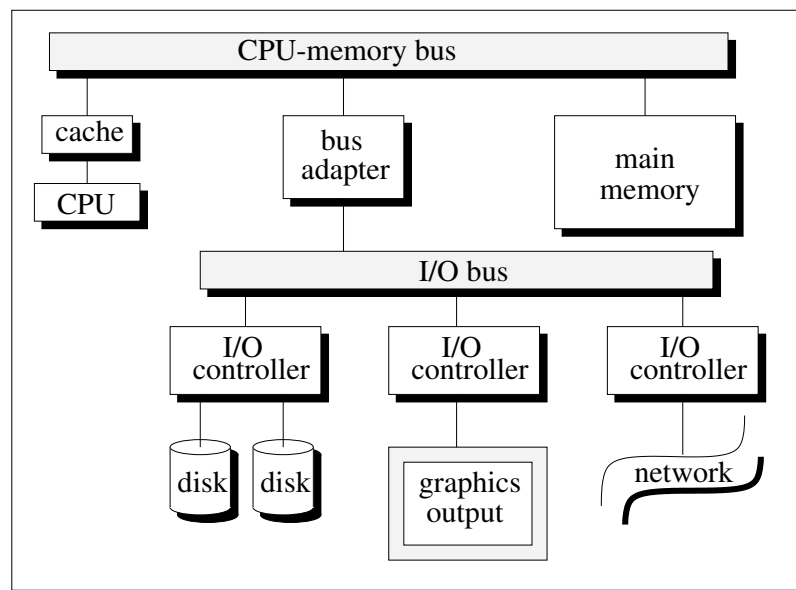 CPU-memory bus
cache
CPU
bus
adapter
main
memory
I/O bus
I/O
controller
I/O
controller
I/O
controller
disk
disk
graphics
output
network